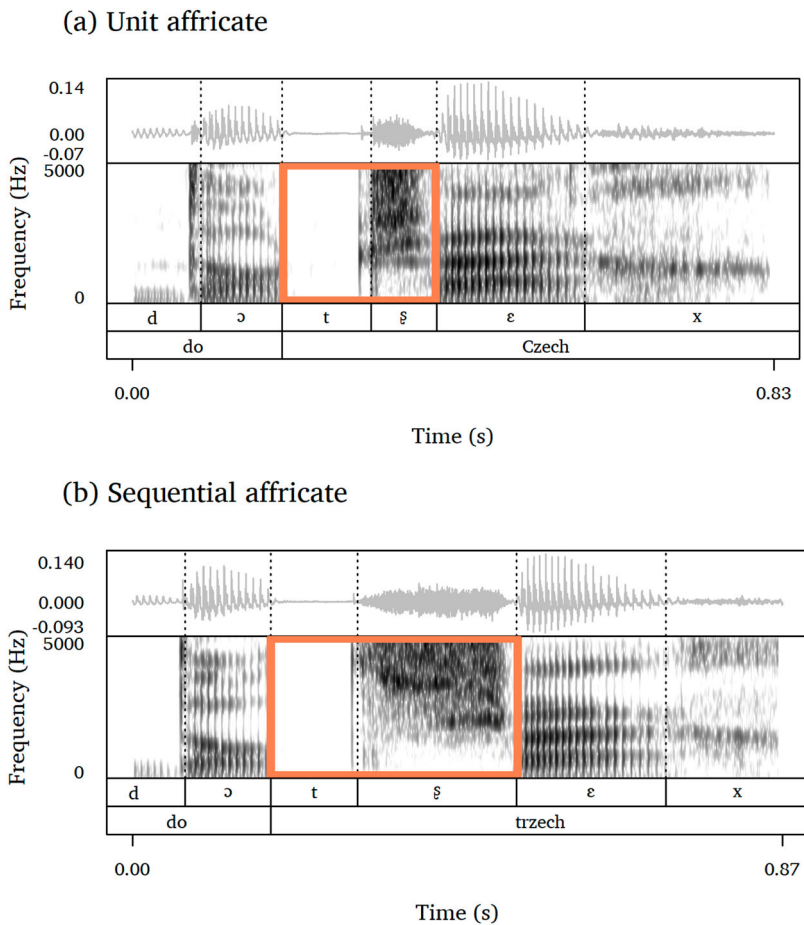 (a) Unit affricate
0.14
0.00
-0.07
5000
Frequency (Hz)
0
d ɔ t ʂ ɛ x
do Czech
0.00 0.83
Time (s)
(b) Sequential affricate
0.140
0.000
-0.093
5000
Frequency (Hz)
0
d ɔ t ʂ ɛ x
do trzech
0.00 0.87
Time (s)